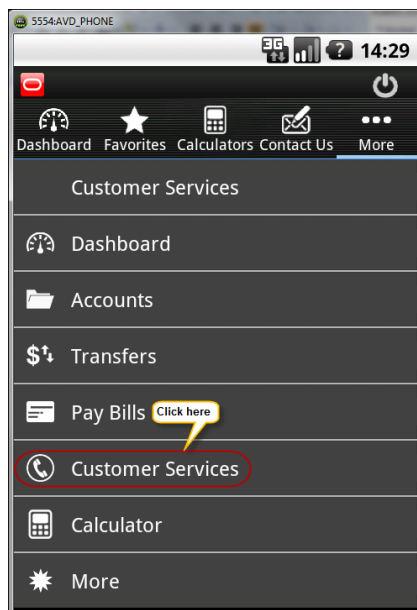 5554:AVD_PHONE
3G 14:29
Dashboard Favorites Calculators Contact Us More
Customer Services
Dashboard
Accounts
Transfers
Pay Bills Click here
Customer Services
Calculator
More